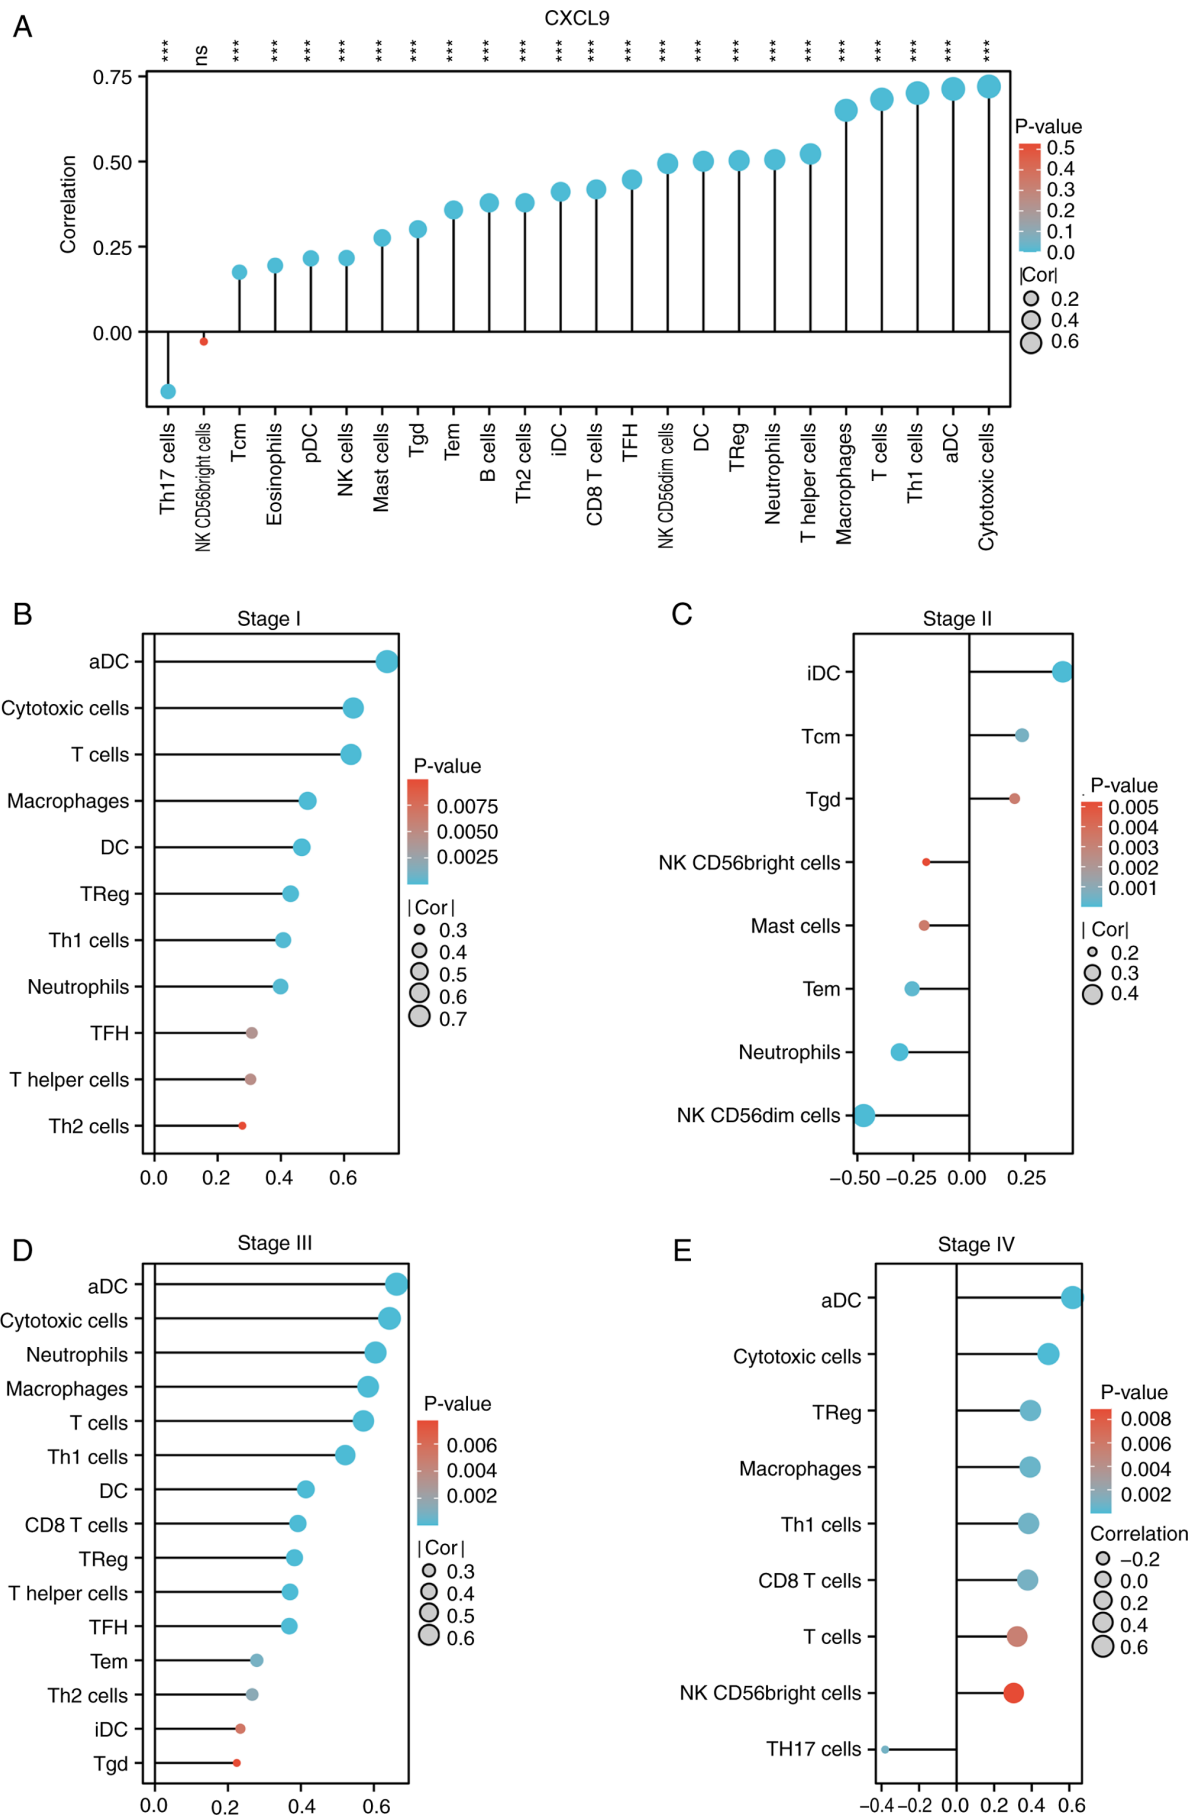 A
CXCL9
*** ns *** *** *** *** *** *** *** *** *** *** *** *** *** *** *** *** *** *** *** *** *** ***
Correlation
0.75
0.50
0.25
0.00
Th17 cells
NK CD56bright cells
Tcm
Eosinophils
pDC
NK cells
Mast cells
Tgd
Tem
B cells
Th2 cells
iDC
CD8 T cells
TFH
NK CD56dim cells
DC
TReg
Neutrophils
T helper cells
Macrophages
T cells
Th1 cells
aDC
Cytotoxic cells
P-value
0.5
0.4
0.3
0.2
0.1
0.0
|Cor|
0.2
0.4
0.6
B
Stage I
aDC
Cytotoxic cells
T cells
Macrophages
DC
TReg
Th1 cells
Neutrophils
TFH
T helper cells
Th2 cells
0.0 0.2 0.4 0.6
P-value
0.0075
0.0050
0.0025
|Cor|
0.3
0.4
0.5
0.6
0.7
C
Stage II
iDC
Tcm
Tgd
NK CD56bright cells
Mast cells
Tem
Neutrophils
NK CD56dim cells
−0.50 −0.25 0.00 0.25
P-value
0.005
0.004
0.003
0.002
0.001
| Cor|
0.2
0.3
0.4
D
Stage III
aDC
Cytotoxic cells
Neutrophils
Macrophages
T cells
Th1 cells
DC
CD8 T cells
TReg
T helper cells
TFH
Tem
Th2 cells
iDC
Tgd
0.0 0.2 0.4 0.6
P-value
0.006
0.004
0.002
|Cor|
0.3
0.4
0.5
0.6
E
Stage IV
aDC
Cytotoxic cells
TReg
Macrophages
Th1 cells
CD8 T cells
T cells
NK CD56bright cells
TH17 cells
−0.4 −0.2 0.0 0.2 0.4 0.6
P-value
0.008
0.006
0.004
0.002
Correlation
−0.2
0.0
0.2
0.4
0.6